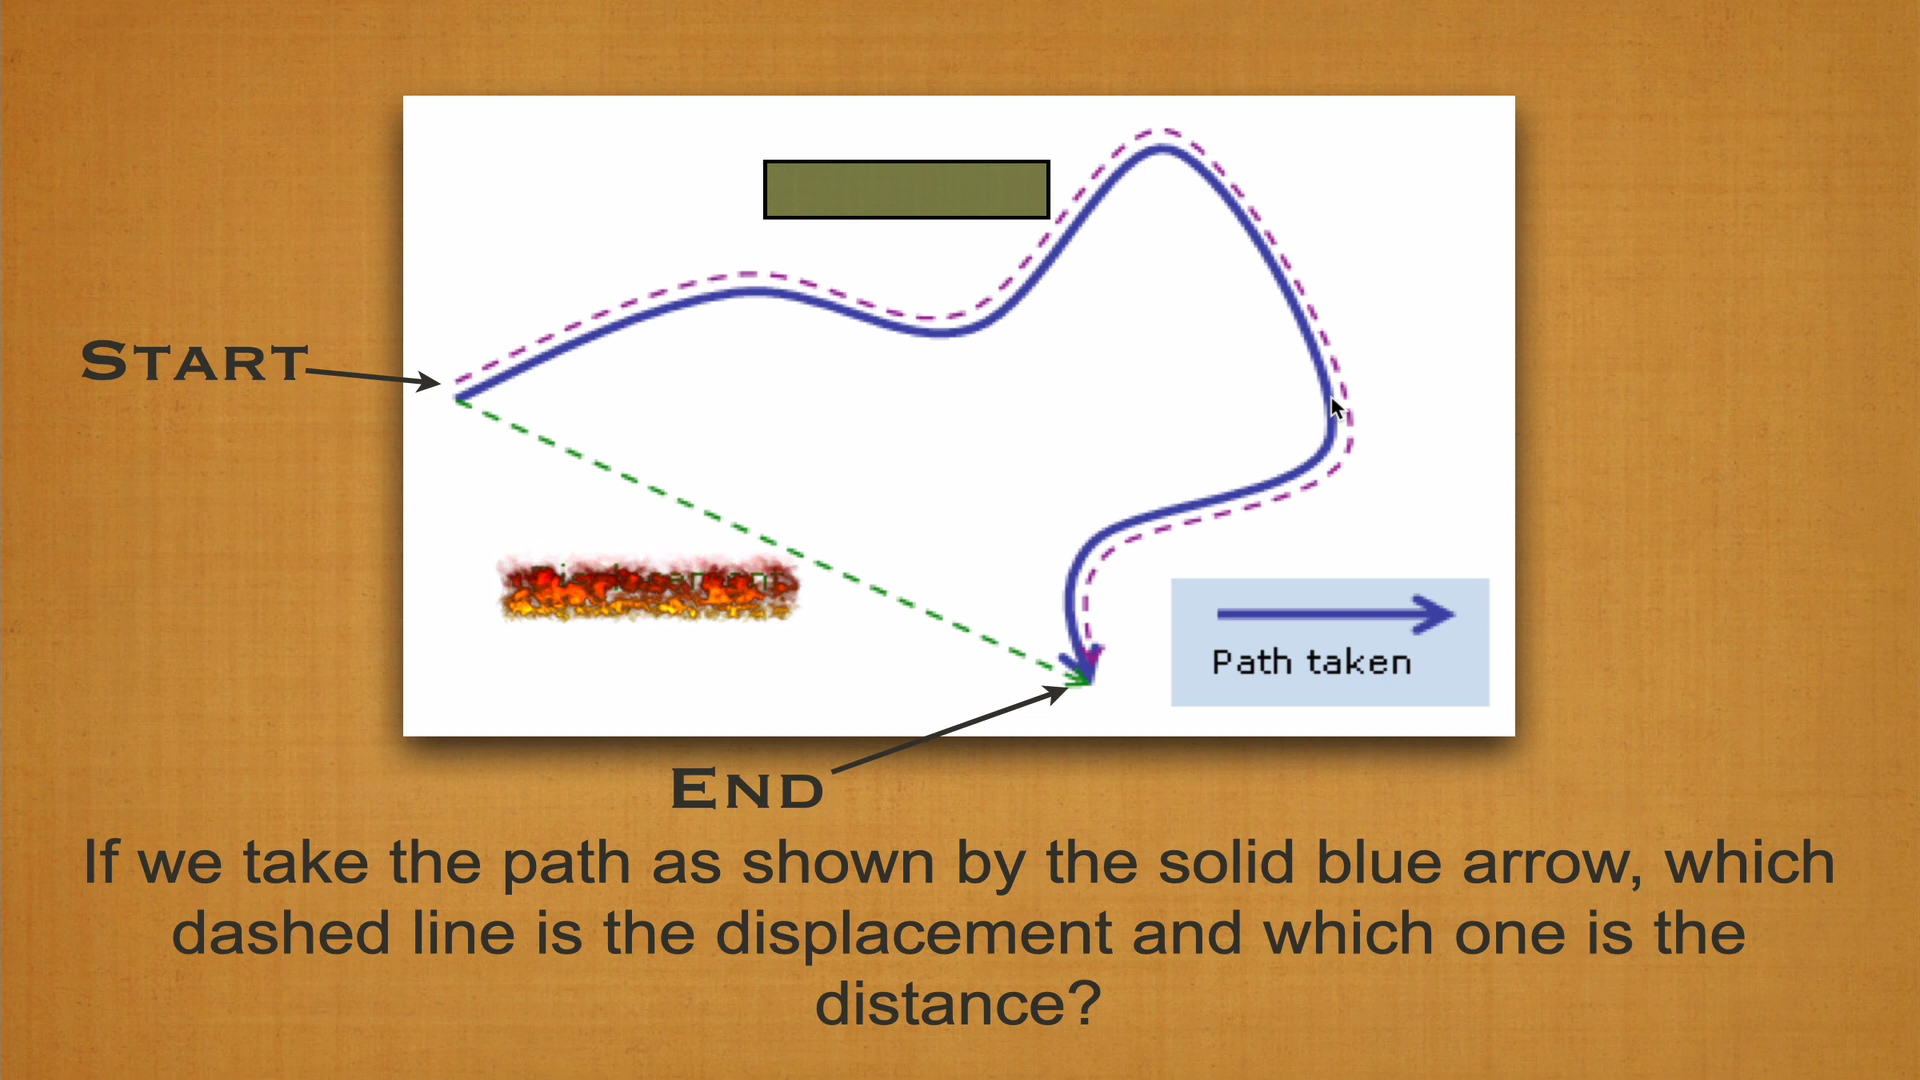 START
Path taken
END
If we take the path as shown by the solid blue arrow, which
dashed line is the displacement and which one is the
distance?